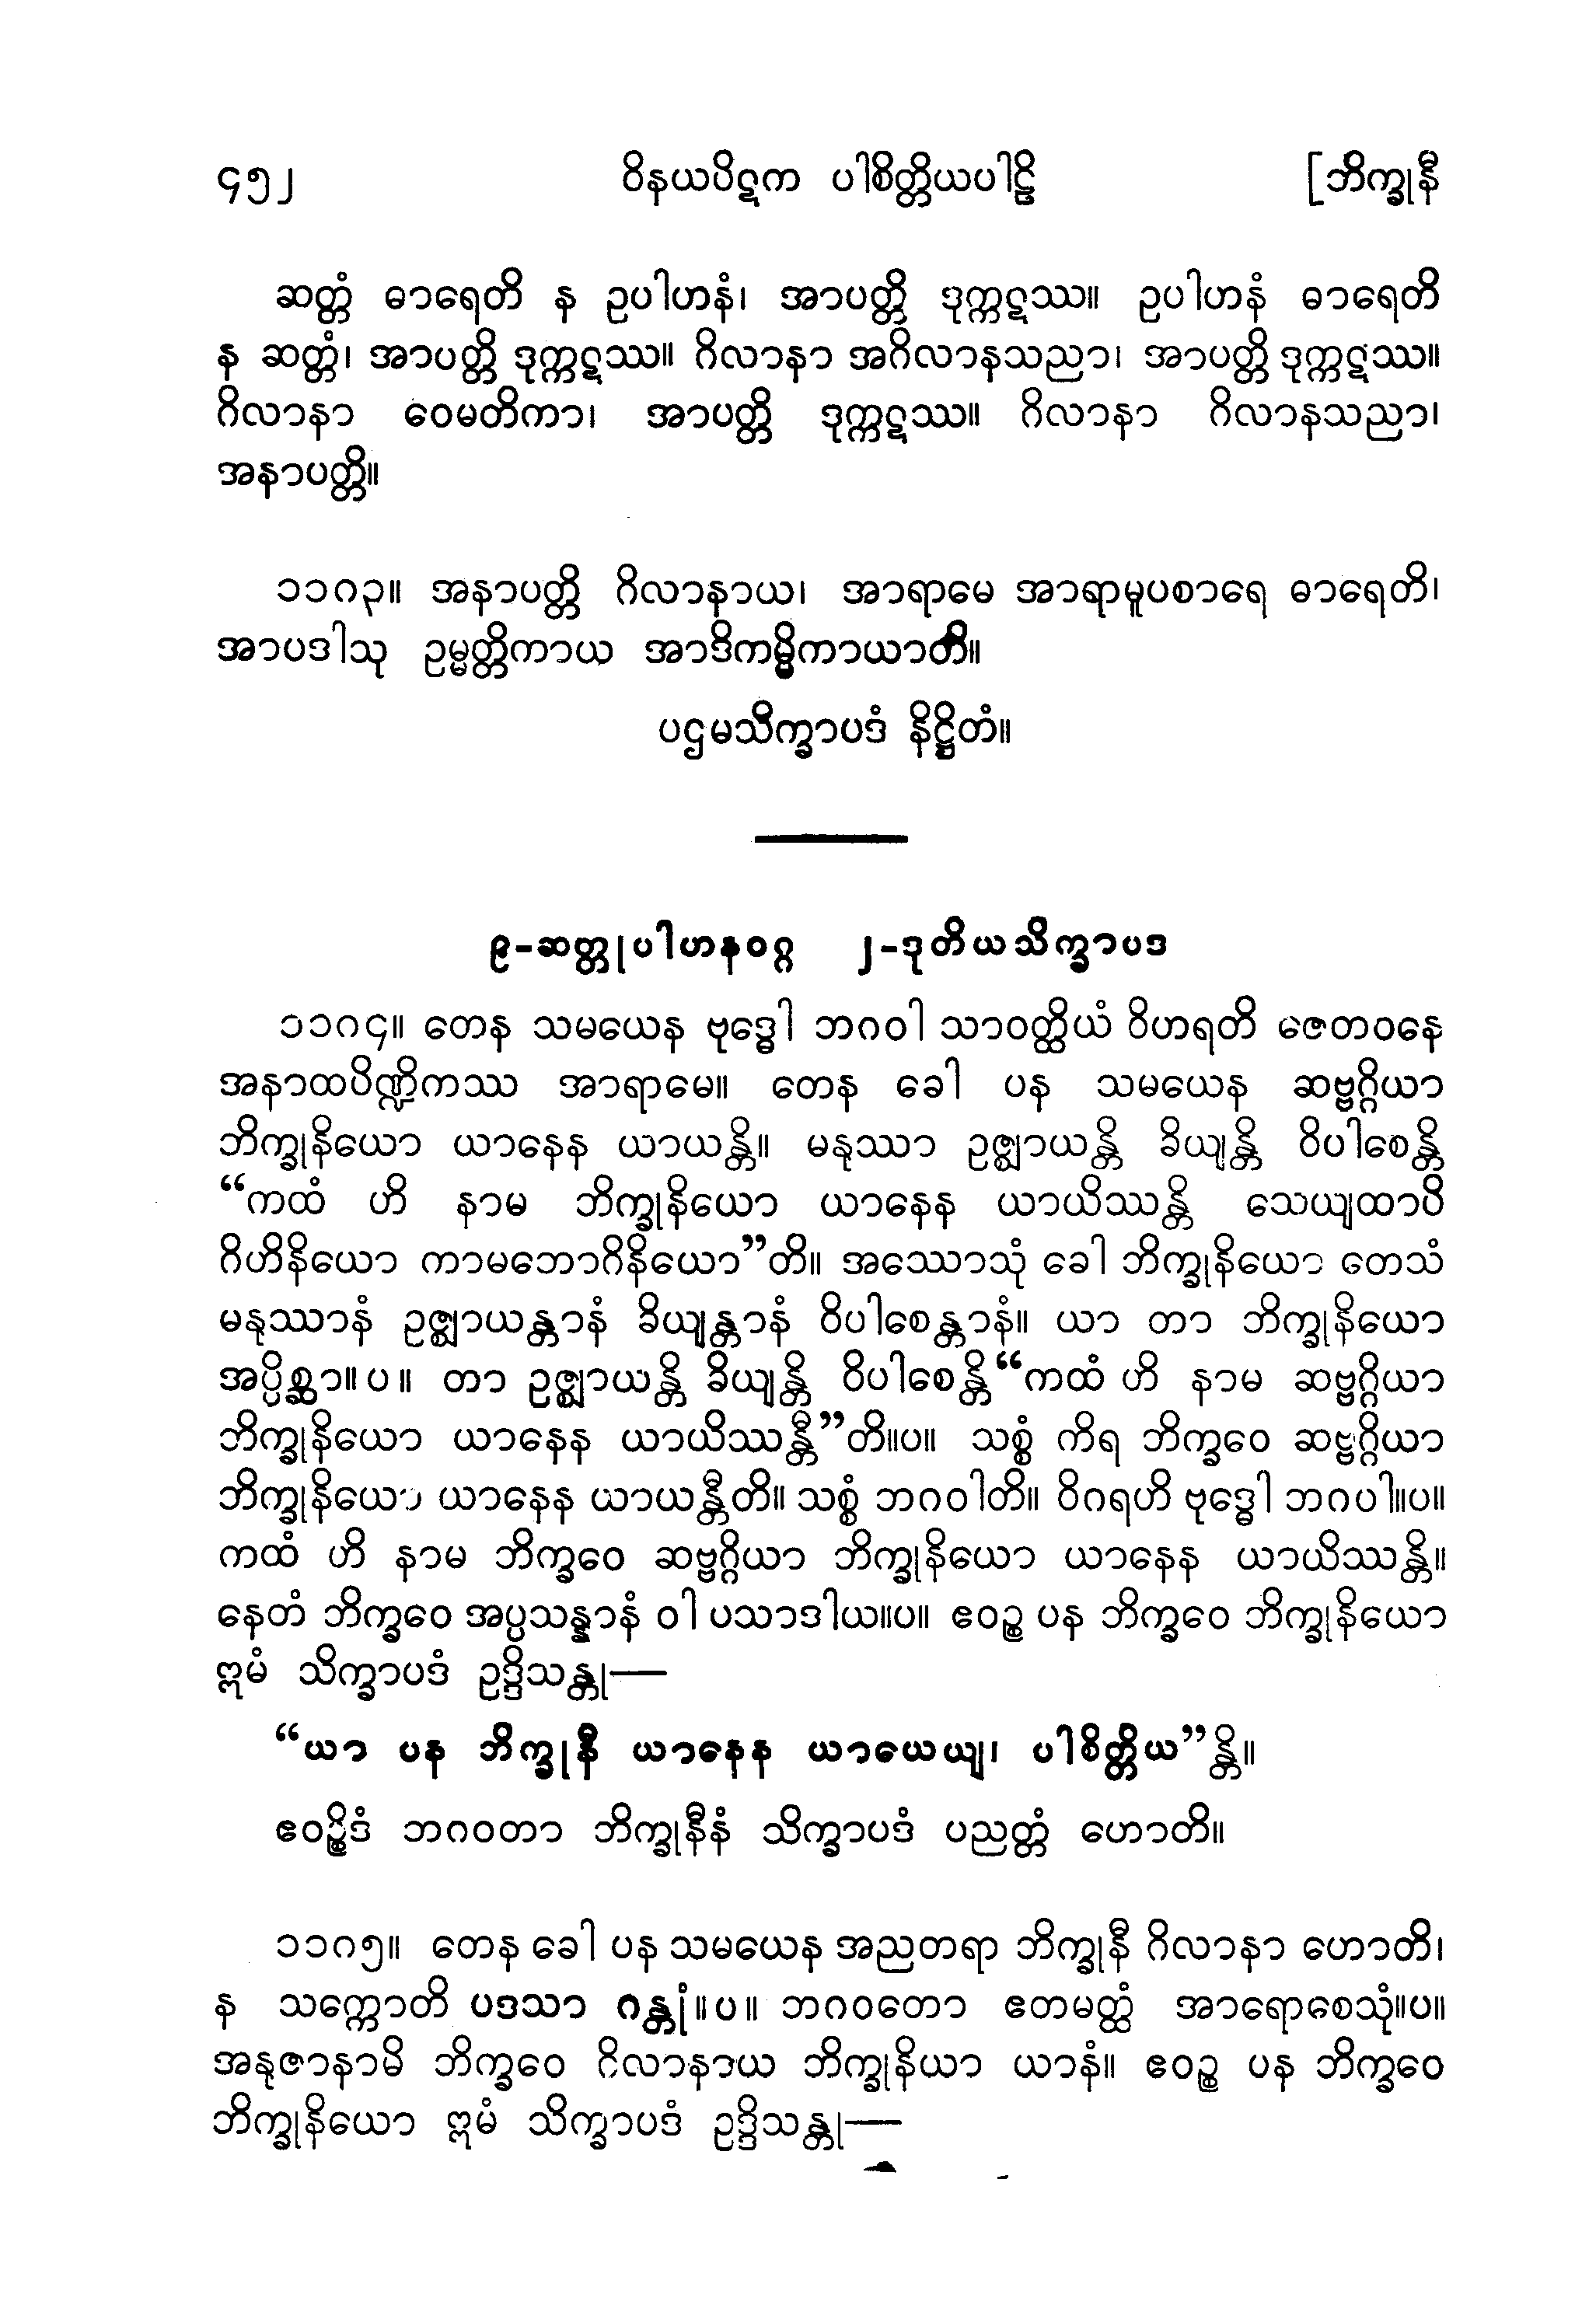 ၄၅၂ ဝိနယပိဋက ပါစိတ္တိယပါဠိ [ဘိက္ခုနီ
ဆတ္တံ ဓာရေတိ န ဥပါဟနံ၊ အာပတ္တိ ဒုက္ကဋဿ။ ဥပါဟနံ ဓာရေတိ
န ဆတ္တံ၊ အာပတ္တိ ဒုက္ကဋဿ။ ဂိလာနာ အဂိလာနသညာ၊ အာပတ္တိ ဒုက္ကဋဿ။
ဂိလာနာ ဝေမတိကာ၊ အာပတ္တိ ဒုက္ကဋဿ။ ဂိလာနာ ဂိလာနသညာ၊
အနာပတ္တိ။
၁၁၈၃။ အနာပတ္တိ ဂိလာနာယ၊ အာရာမေ အာရာမူပစာရေ ဓာရေတိ၊
အာပဒါသု ဥမ္မတ္တိကာယ အာဒိကမ္မိကာယာတိ။
ပဌမသိက္ခာပဒံ နိဋ္ဌိတံ။
၉-ဆတ္တုပါဟနဝဂ္ဂ ၂-ဒုတိယသိက္ခာပဒ
၁၁၈၄။ တေန သမယေန ဗုဒ္ဓေါ ဘဂဝါ သာဝတ္ထိယံ ဝိဟရတိ ဇေတဝနေ
အနာထပိဏ္ဍိကဿ အာရာမေ။ တေန ခေါ ပန သမယေန ဆဗ္ဗဂ္ဂိယာ
ဘိက္ခုနိယော ယာနေန ယာယန္တိ။ မနုဿာ ဥဇ္ဈာယန္တိ ခိယျန္တိ ဝိပါစေန္တိ
“ကထံ ဟိ နာမ ဘိက္ခုနိယော ယာနေန ယာယိဿန္တိ သေယျထာပိ
ဂိဟိနိယော ကာမဘောဂိနိယော”တိ။ အဿောသုံ ခေါ ဘိက္ခုနိယော တေသံ
မနုဿာနံ ဥဇ္ဈာယန္တာနံ ခိယျန္တာနံ ဝိပါစေန္တာနံ။ ယာ တာ ဘိက္ခုနိယော
အပ္ပိစ္ဆာ။ပ။ တာ ဥဇ္ဈာယန္တိ ခိယျန္တိ ဝိပါစေန္တိ“ကထံ ဟိ နာမ ဆဗ္ဗဂ္ဂိယာ
ဘိက္ခုနိယော ယာနေန ယာယိဿန္တီ”တိ။ပ။ သစ္စံ ကိရ ဘိက္ခဝေ ဆဗ္ဗဂ္ဂိယာ
ဘိက္ခုနိယော ယာနေန ယာယန္တီတိ။ သစ္စံ ဘဂဝါတိ။ ဝိဂရဟိ ဗုဒ္ဓေါ ဘဂပါ။ပ။
ကထံ ဟိ နာမ ဘိက္ခဝေ ဆဗ္ဗဂ္ဂိယာ ဘိက္ခုနိယော ယာနေန ယာယိဿန္တိ။
နေတံ ဘိက္ခဝေ အပ္ပသန္နာနံ ဝါ ပသာဒါယ။ပ။ ဧဝဉ္စ ပန ဘိက္ခဝေ ဘိက္ခုနိယော
ဣမံ သိက္ခာပဒံ ဥဒ္ဒိသန္တု—
“ယာ ပန ဘိက္ခုနီ ယာနေန ယာယေယျ၊ ပါစိတ္တိယ”န္တိ။
ဧဝဉ္စိဒံ ဘဂဝတာ ဘိက္ခုနီနံ သိက္ခာပဒံ ပညတ္တံ ဟောတိ။
၁၁၈၅။ တေန ခေါ ပန သမယေန အညတရာ ဘိက္ခုနီ ဂိလာနာ ဟောတိ၊
န သက္ကောတိ ပဒသာ ဂန္တုံ။ပ။ ဘဂဝတော ဧတမတ္ထံ အာရောစေသုံ။ပ။
အနုဇာနာမိ ဘိက္ခဝေ ဂိလာနာယ ဘိက္ခုနိယာ ယာနံ။ ဧဝဉ္စ ပန ဘိက္ခဝေ
ဘိက္ခုနိယော ဣမံ သိက္ခာပဒံ ဥဒ္ဒိသန္တု—